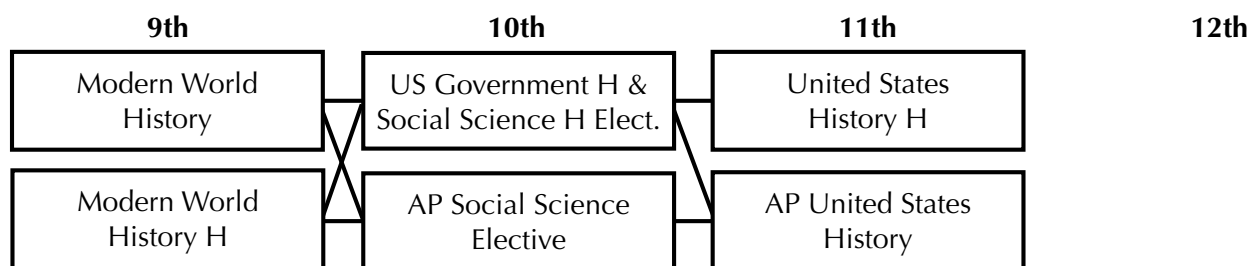 9th 10th 11th 12th
Modern World
History
US Government H &
Social Science H Elect.
United States
History H
Modern World
History H
AP Social Science
Elective
AP United States
History